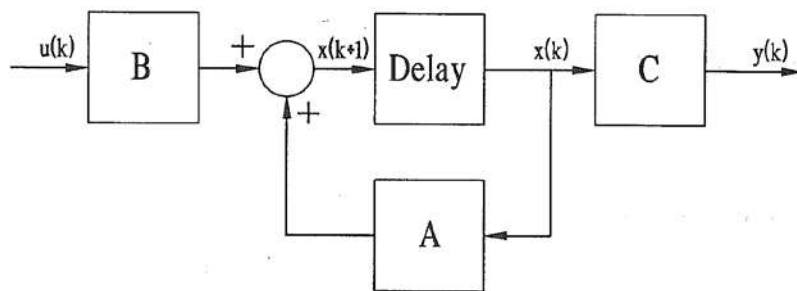 u(k)
B
+
+
x(k+1)
Delay
x(k)
C
y(k)
A